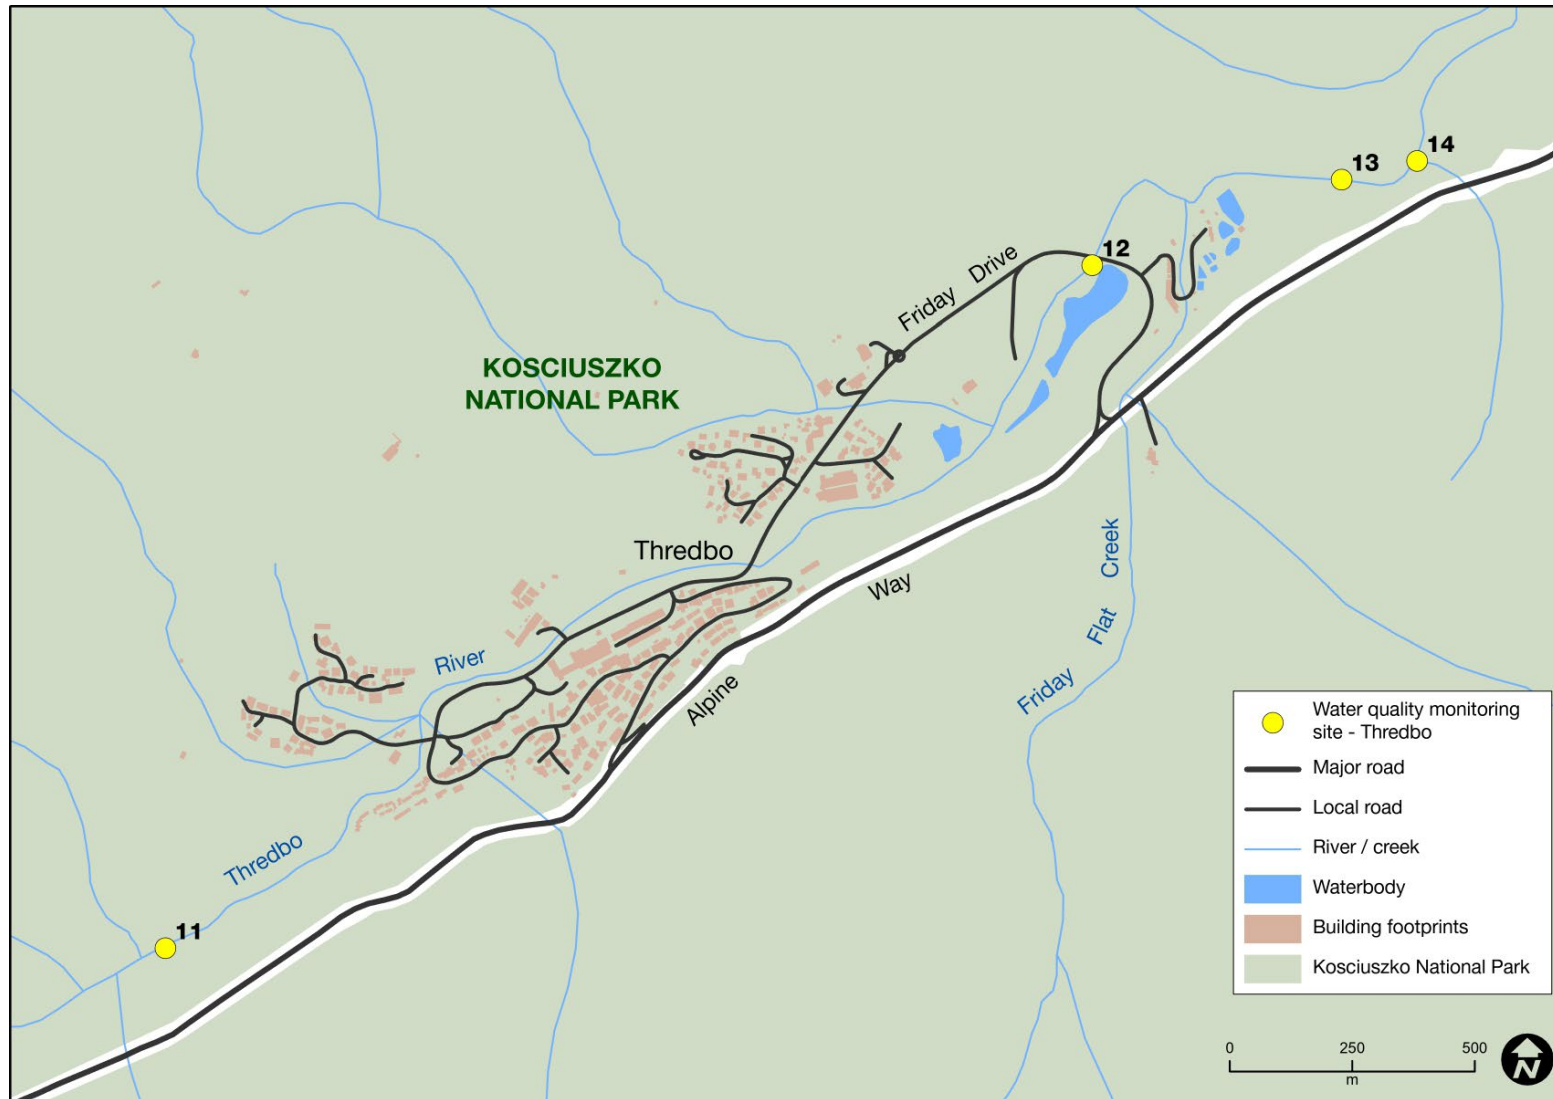 14
13
12
Friday Drive
KOSCIUSZKO
NATIONAL PARK
Thredbo
Way
Creek
Flat
Friday
River
Alpine
Thredbo
11
Water quality monitoring
site - Thredbo
Major road
Local road
River / creek
Waterbody
Building footprints
Kosciuszko National Park
0 250 500
m
N